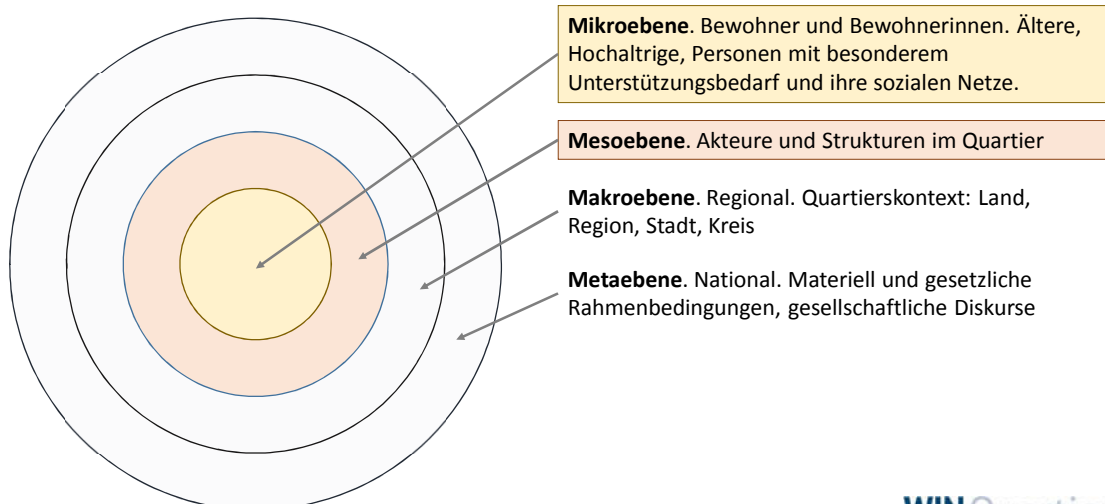 Mikroebene. Bewohner und Bewohnerinnen. Ältere,
Hochaltrige, Personen mit besonderem
Unterstützungsbedarf und ihre sozialen Netze.
Mesoebene. Akteure und Strukturen im Quartier
Makroebene. Regional. Quartierskontext: Land,
Region, Stadt, Kreis
Metaebene. National. Materiell und gesetzliche
Rahmenbedingungen, gesellschaftliche Diskurse
WIN